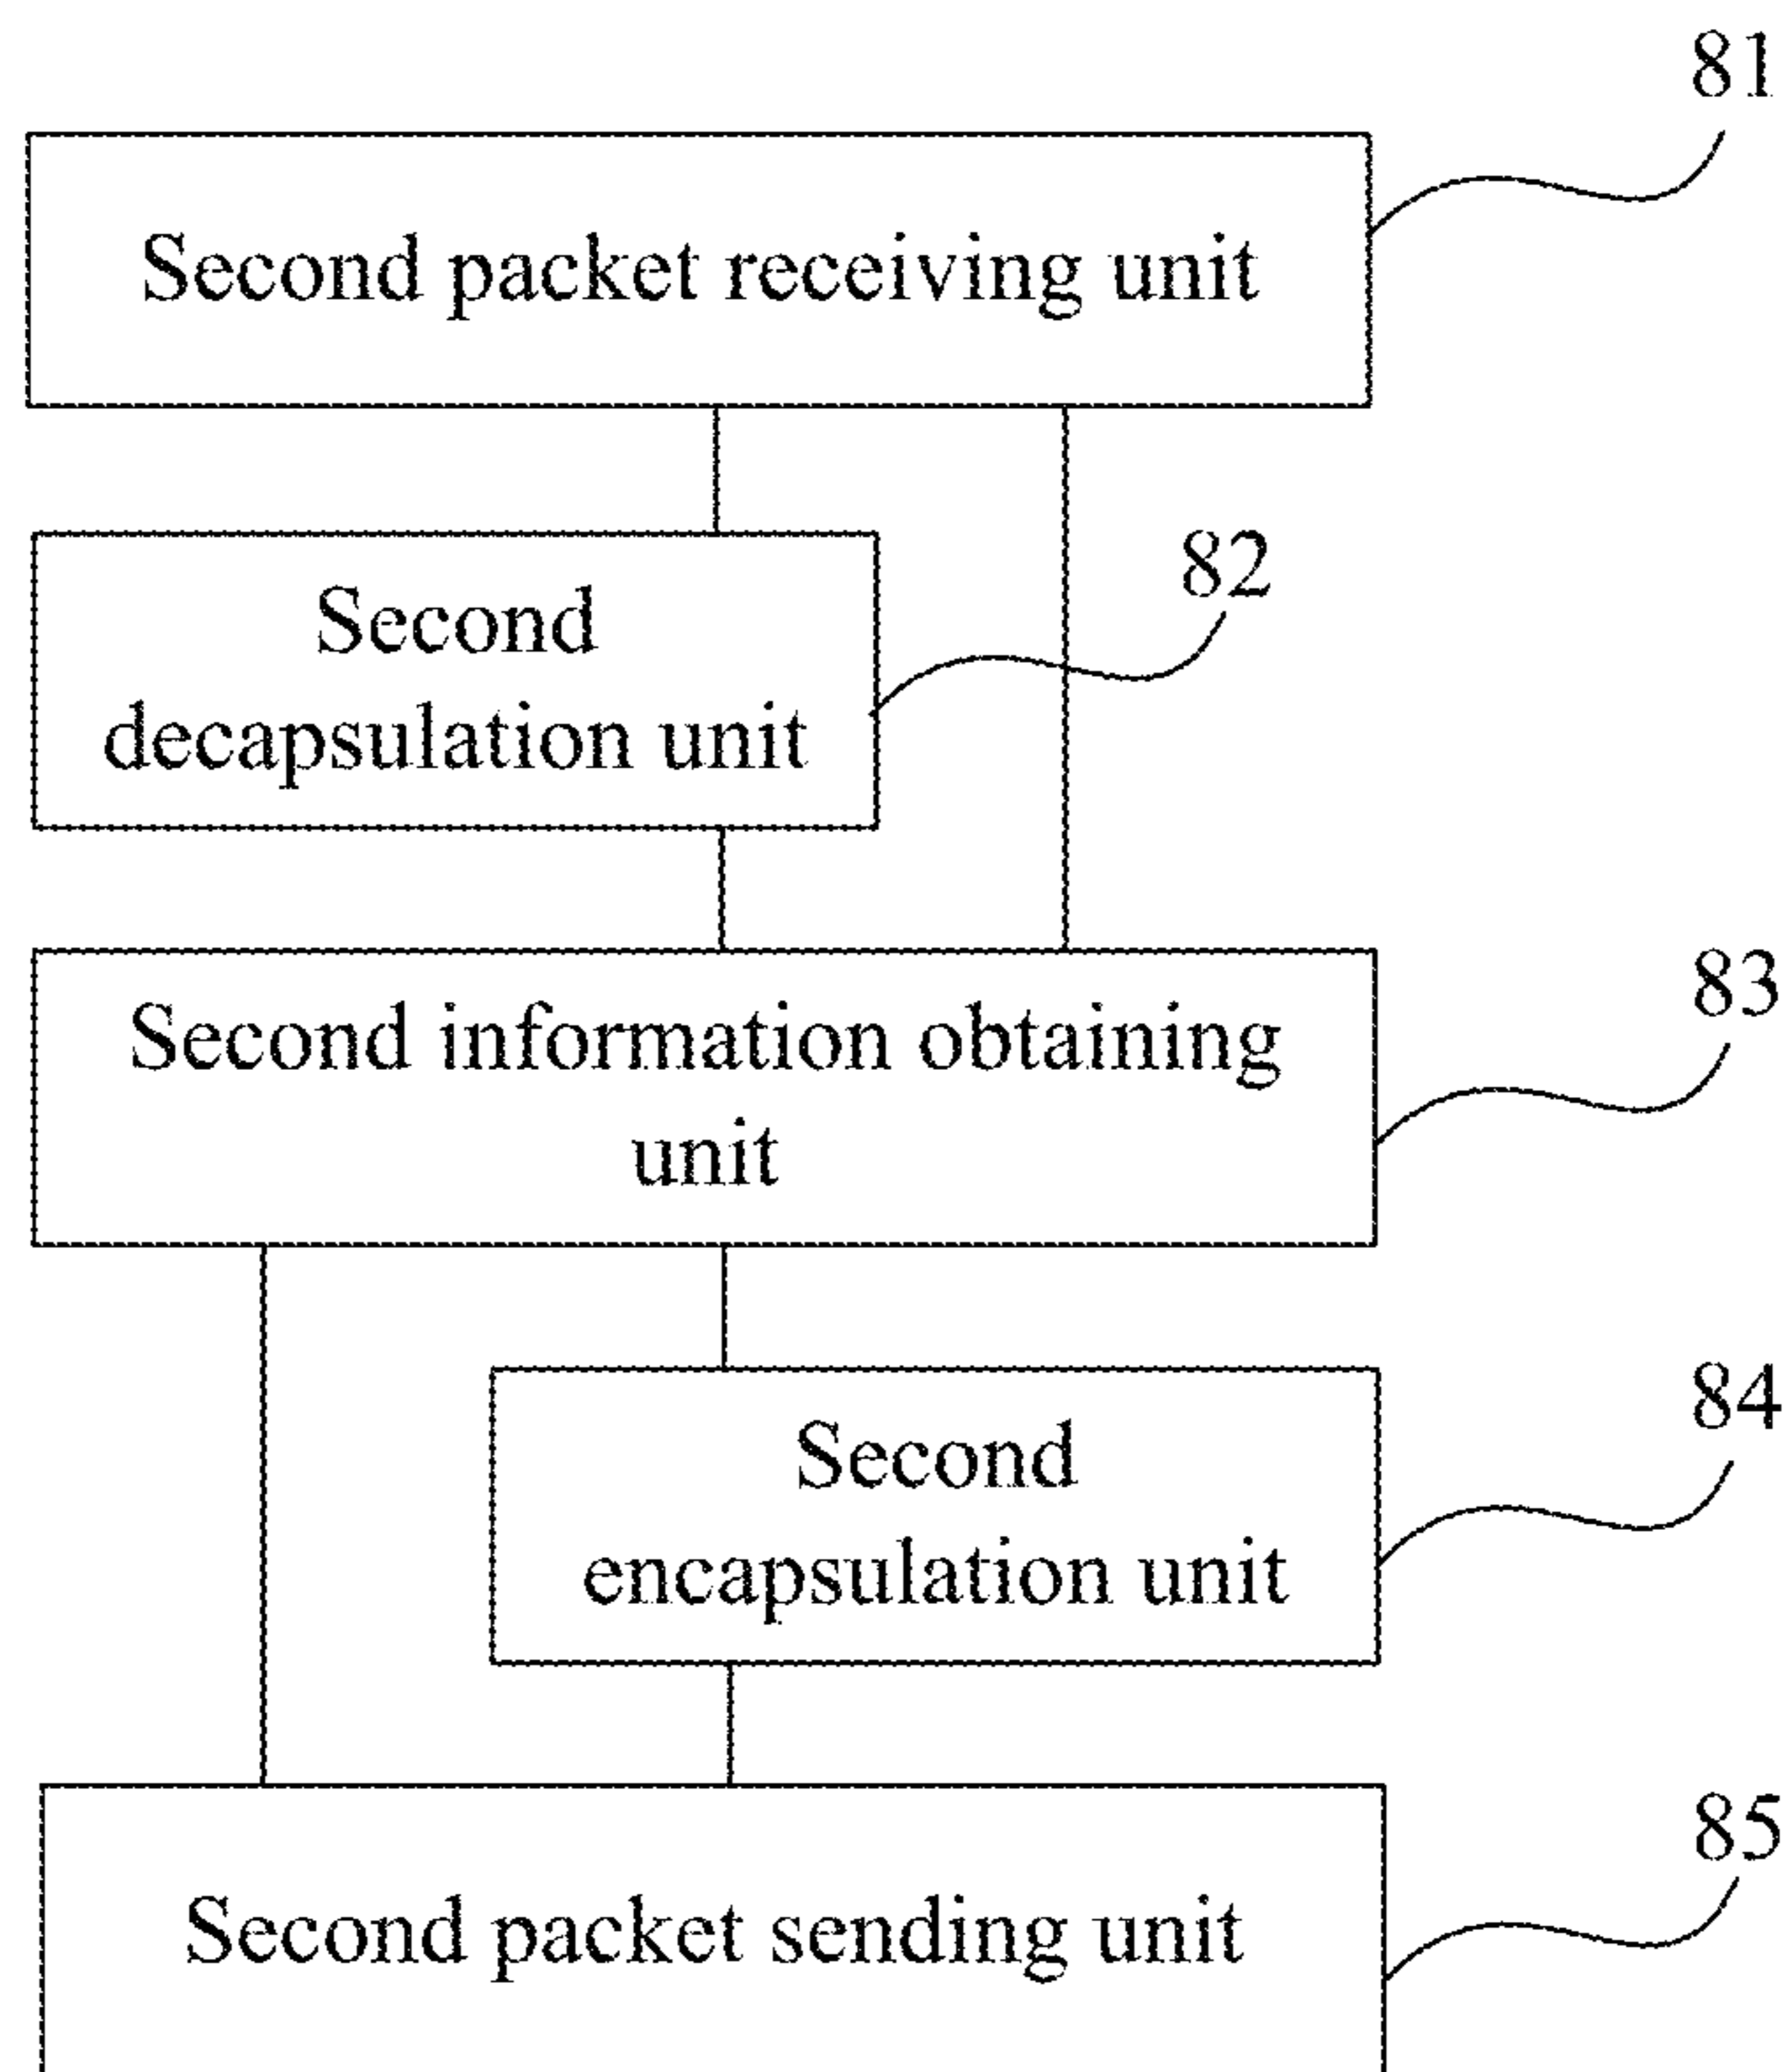 81
Second packet receiving unit
82
Second
decapsulation unit
83
Second information obtaining
unit
84
Second
encapsulation unit
85
Second packet sending unit